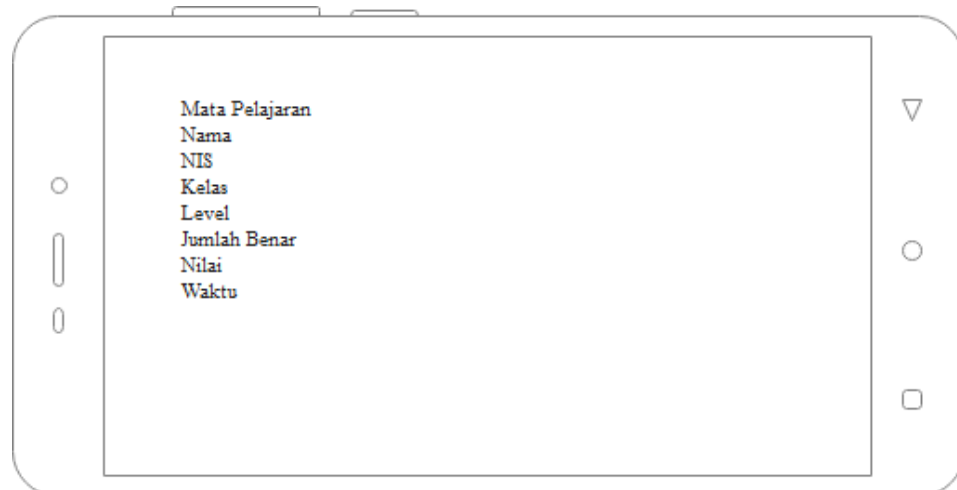 Mata Pelajaran
Nama
NIS
Kelas
Level
Jumlah Benar
Nilai
Waktu